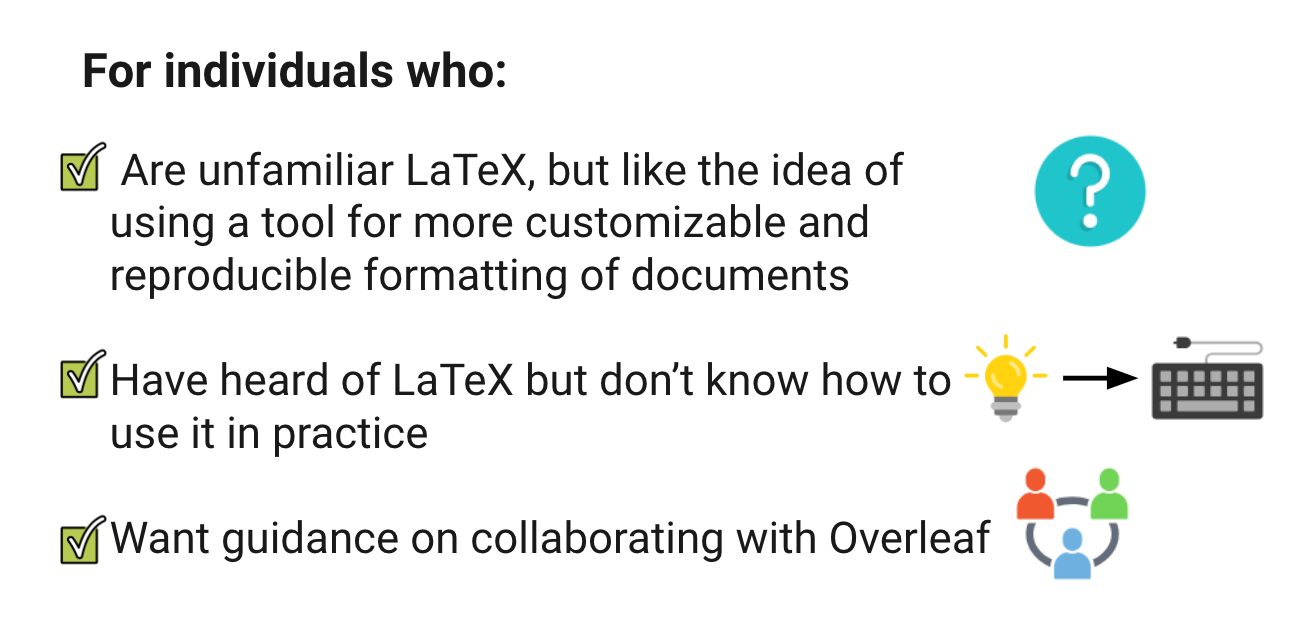 For individuals who:
Are unfamiliar LaTeX, but like the idea of
using a tool for more customizable and
reproducible formatting of documents
Have heard of LaTeX but don’t know how to
use it in practice
Want guidance on collaborating with Overleaf